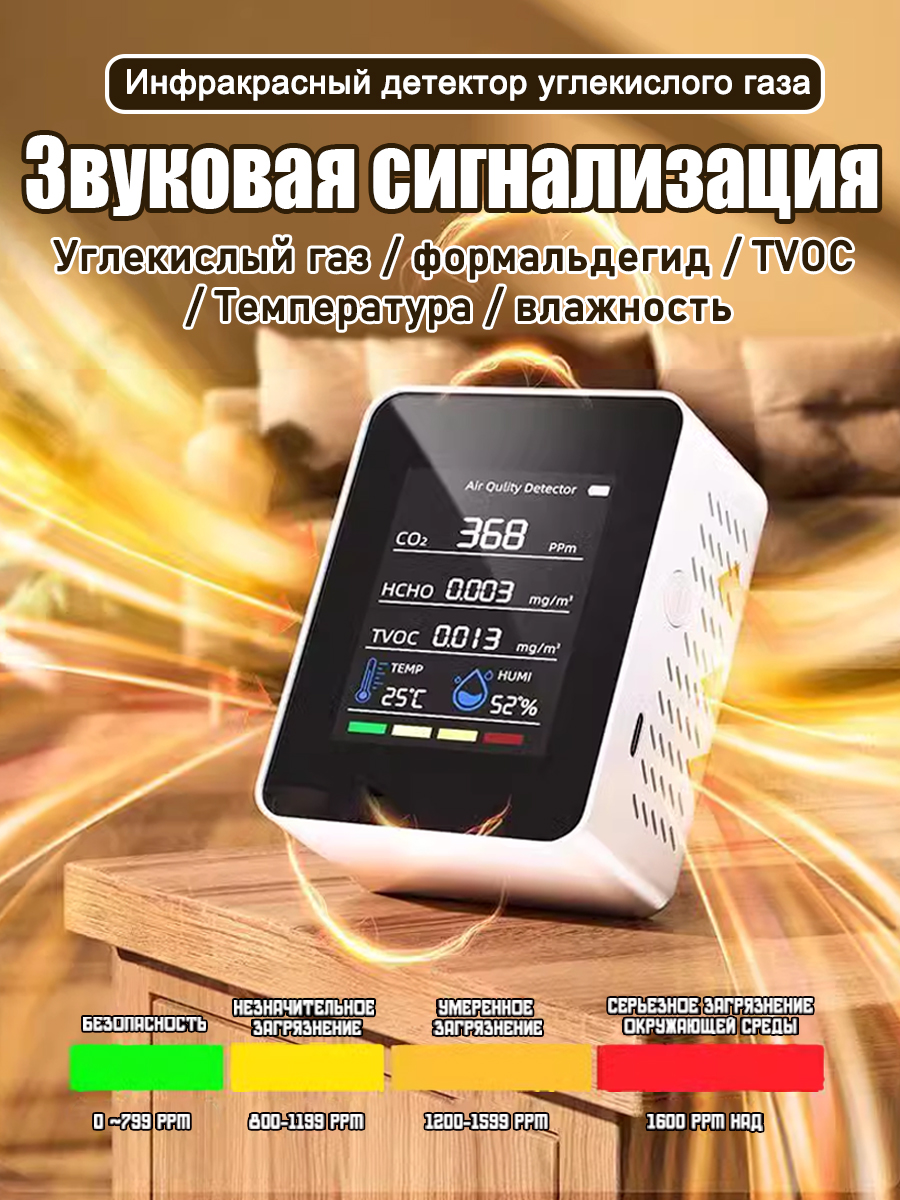 Инфракрасный детектор углекислого газа
Звуковая сигнализация
Углекислый газ / формальдегид / TVOC
/ Температура / влажность
Air Qulity Detector
CO₂ 368 PPm
HCHO 0.003 mg/m³
TVOC 0.013 mg/m³
TEMP
25℃
HUMI
52%
БЕЗОПАСНОСТЬ
НЕЗНАЧИТЕЛЬНОЕ
ЗАГРЯЗНЕНИЕ
УМЕРЕННОЕ
ЗАГРЯЗНЕНИЕ
СЕРЬЕЗНОЕ ЗАГРЯЗНЕНИЕ
ОКРУЖАЮЩЕЙ СРЕДЫ
0 ~799 PPM
800-1199 PPM
1200-1599 PPM
1600 PPM НАД